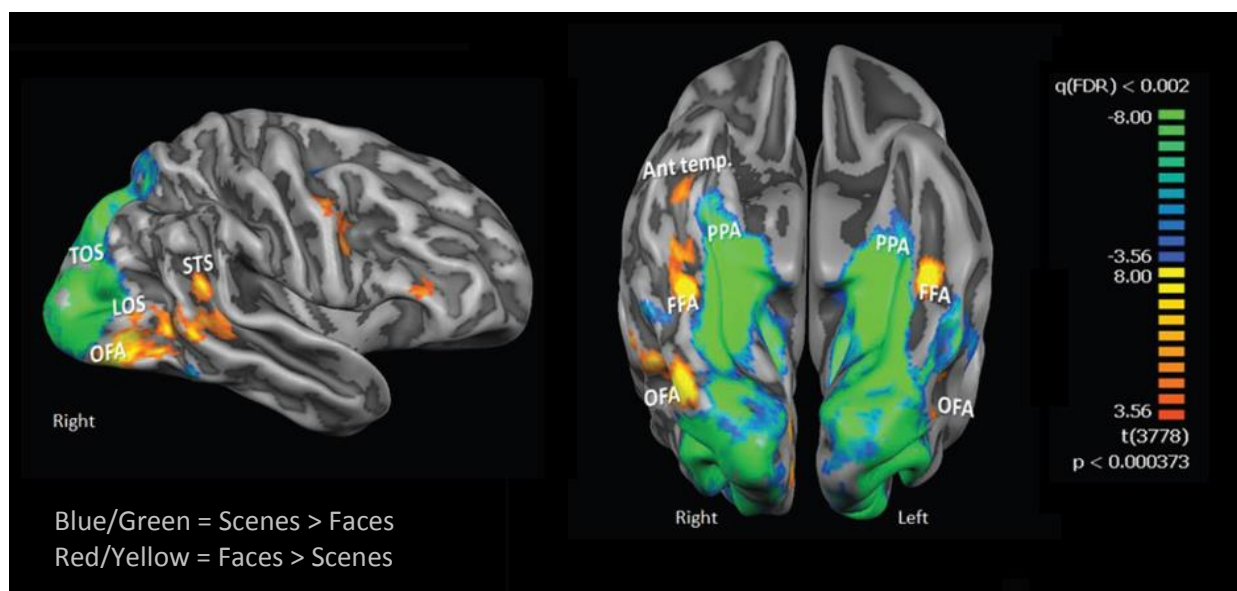 TOS
STS
LOS
OFA
Right
Blue/Green = Scenes > Faces
Red/Yellow = Faces > Scenes
Ant temp.
PPA
PPA
FFA
FFA
OFA
OFA
Right
Left
q(FDR) < 0.002
-8.00
-3.56
8.00
3.56
t(3778)
p < 0.000373